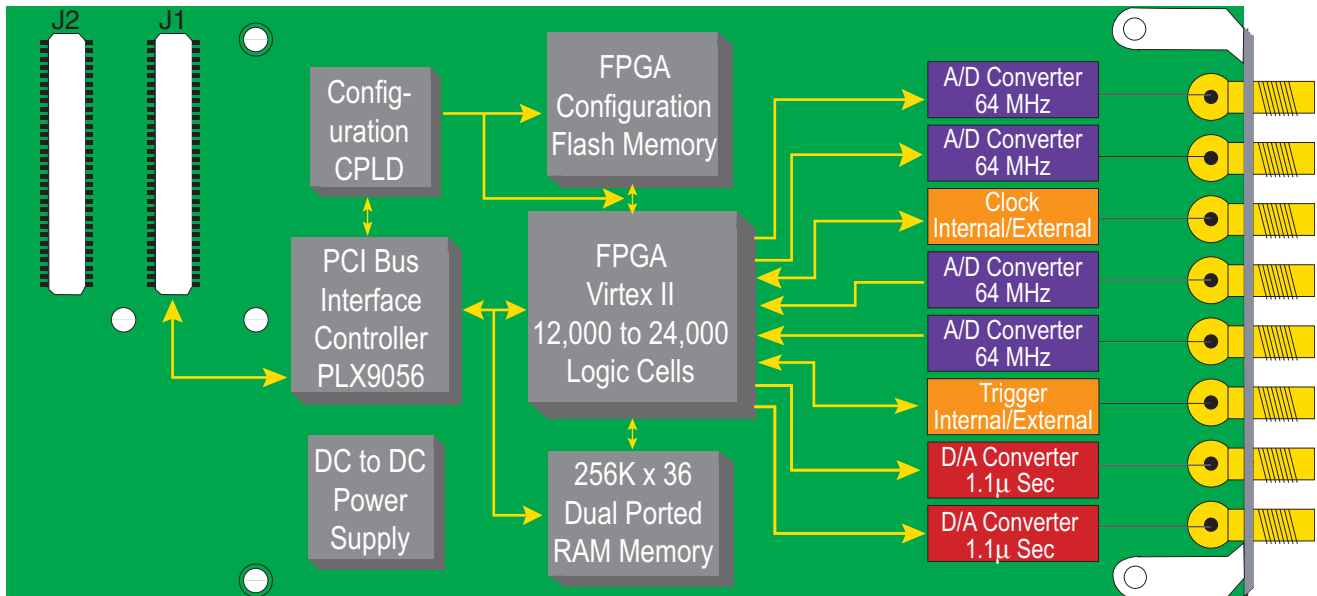 J2
J1
Config-
uration
CPLD
FPGA
Configuration
Flash Memory
PCI Bus
Interface
Controller
PLX9056
FPGA
Virtex II
12,000 to 24,000
Logic Cells
DC to DC
Power
Supply
256K x 36
Dual Ported
RAM Memory
A/D Converter
64 MHz
A/D Converter
64 MHz
Clock
Internal/External
A/D Converter
64 MHz
A/D Converter
64 MHz
Trigger
Internal/External
D/A Converter
1.1μ Sec
D/A Converter
1.1μ Sec